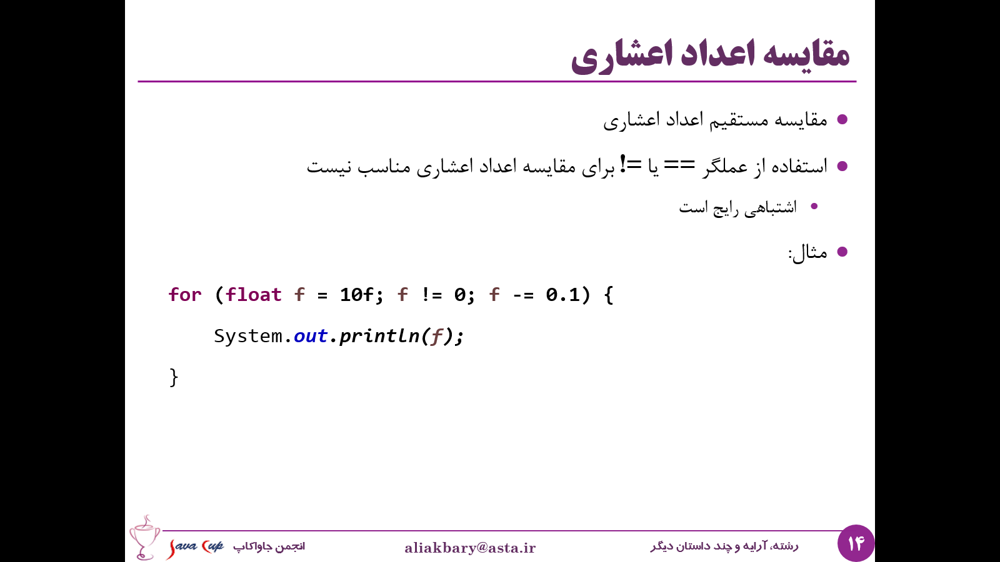 مقایسه اعداد اعشاری
مقایسه مستقیم اعداد اعشاری
استفاده از عملگر == یا =! برای مقایسه اعداد اعشاری مناسب نیست
اشتباهی رایج است
مثال:
for (float f = 10f; f != 0; f -= 0.1) {
System.out.println(f);
}
۱۴
رشته، آرایه و چند داستان دیگر
aliakbary@asta.ir
انجمن جاواکاپ
Java Cup